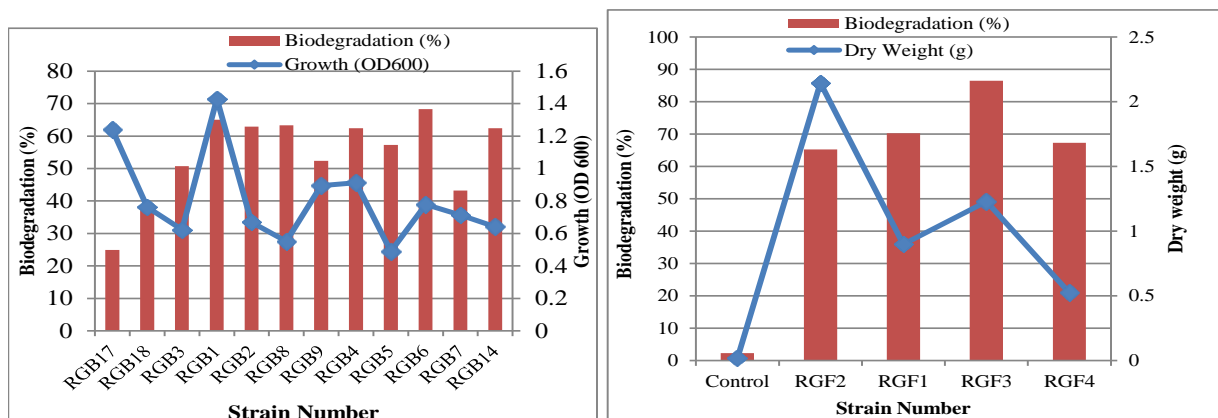 Biodegradation (%)
Growth (OD600)
80
70
60
50
40
30
20
10
0
Biodegradation (%)
1.6
1.4
1.2
1
0.8
0.6
0.4
0.2
0
Growth (OD 600)
RGB17
RGB18
RGB3
RGB1
RGB2
RGB8
RGB9
RGB4
RGB5
RGB6
RGB7
RGB14
Strain Number
Biodegradation (%)
Dry Weight (g)
100
90
80
70
60
50
40
30
20
10
0
Biodegradation (%)
2.5
2
1.5
1
0.5
0
Dry weight (g)
Control RGF2 RGF1 RGF3 RGF4
Strain Number